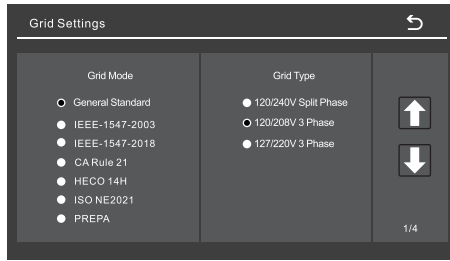 Grid Settings
Grid Mode
General Standard
IEEE-1547-2003
IEEE-1547-2018
CA Rule 21
HECO 14H
ISO NE2021
PREPA
Grid Type
120/240V Split Phase
120/208V 3 Phase
127/220V 3 Phase
1/4